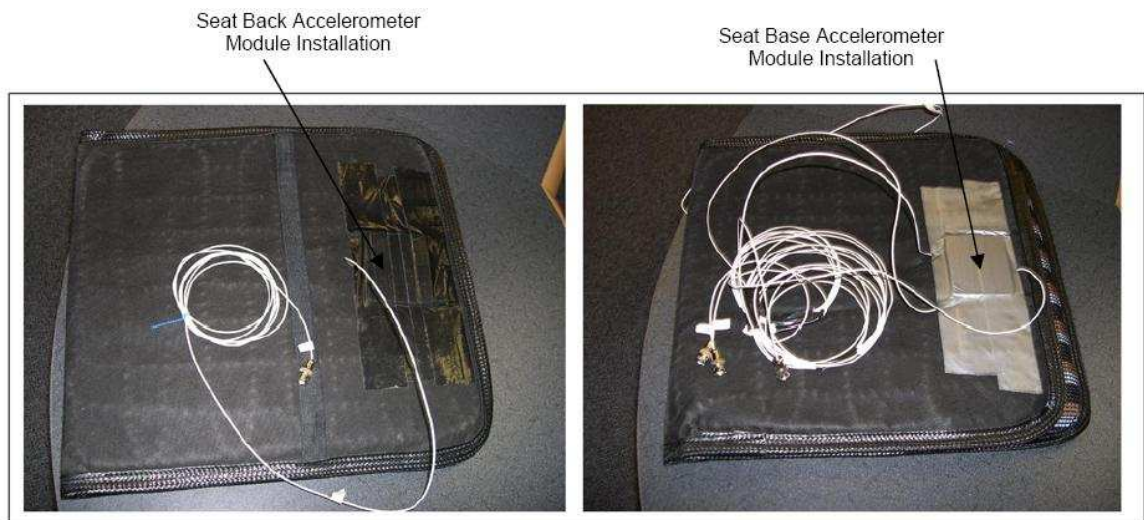 Seat Back Accelerometer
Module Installation
Seat Base Accelerometer
Module Installation